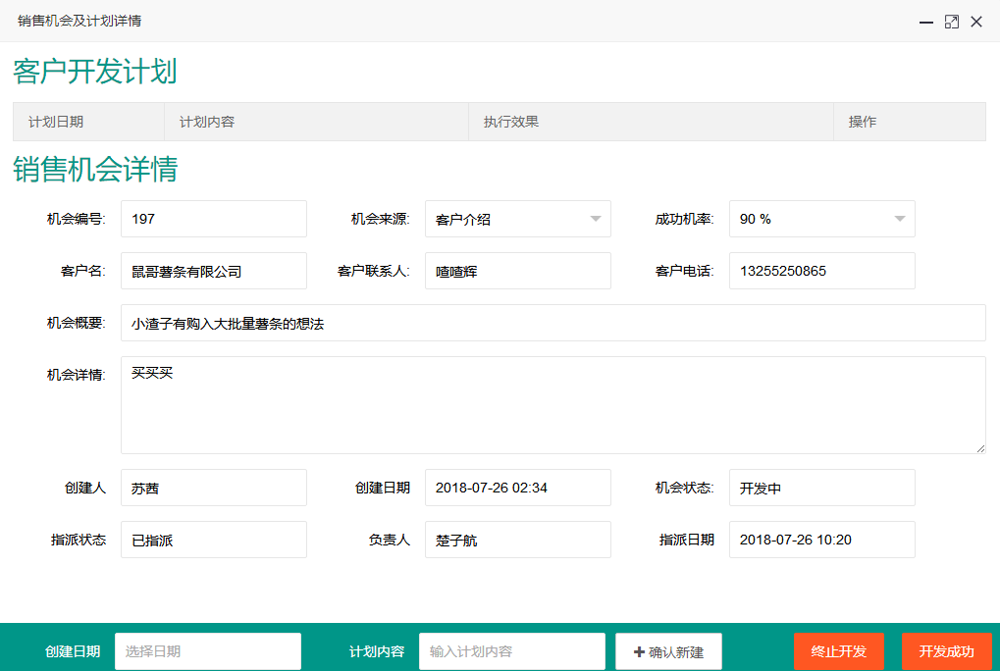 销售机会及计划详情
客户开发计划
计划日期 计划内容 执行效果 操作
销售机会详情
机会编号: 197 机会来源: 客户介绍 成功机率: 90 %
客户名: 鼠哥薯条有限公司 客户联系人: 喳喳辉 客户电话: 13255250865
机会概要: 小渣子有购入大批量薯条的想法
机会详情: 买买买
创建人 苏茜 创建日期 2018-07-26 02:34 机会状态: 开发中
指派状态 已指派 负责人 楚子航 指派日期 2018-07-26 10:20
创建日期 选择日期 计划内容 输入计划内容 确认新建 终止开发 开发成功